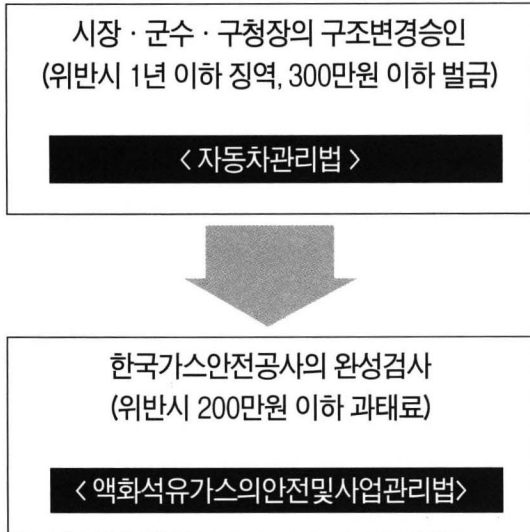 시장 · 군수 · 구청장의 구조변경승인
(위반시 1년 이하 징역, 300만원 이하 벌금)
< 자동차관리법 >
한국가스안전공사의 완성검사
(위반시 200만원 이하 과태료)
< 액화석유가스의안전및사업관리법>